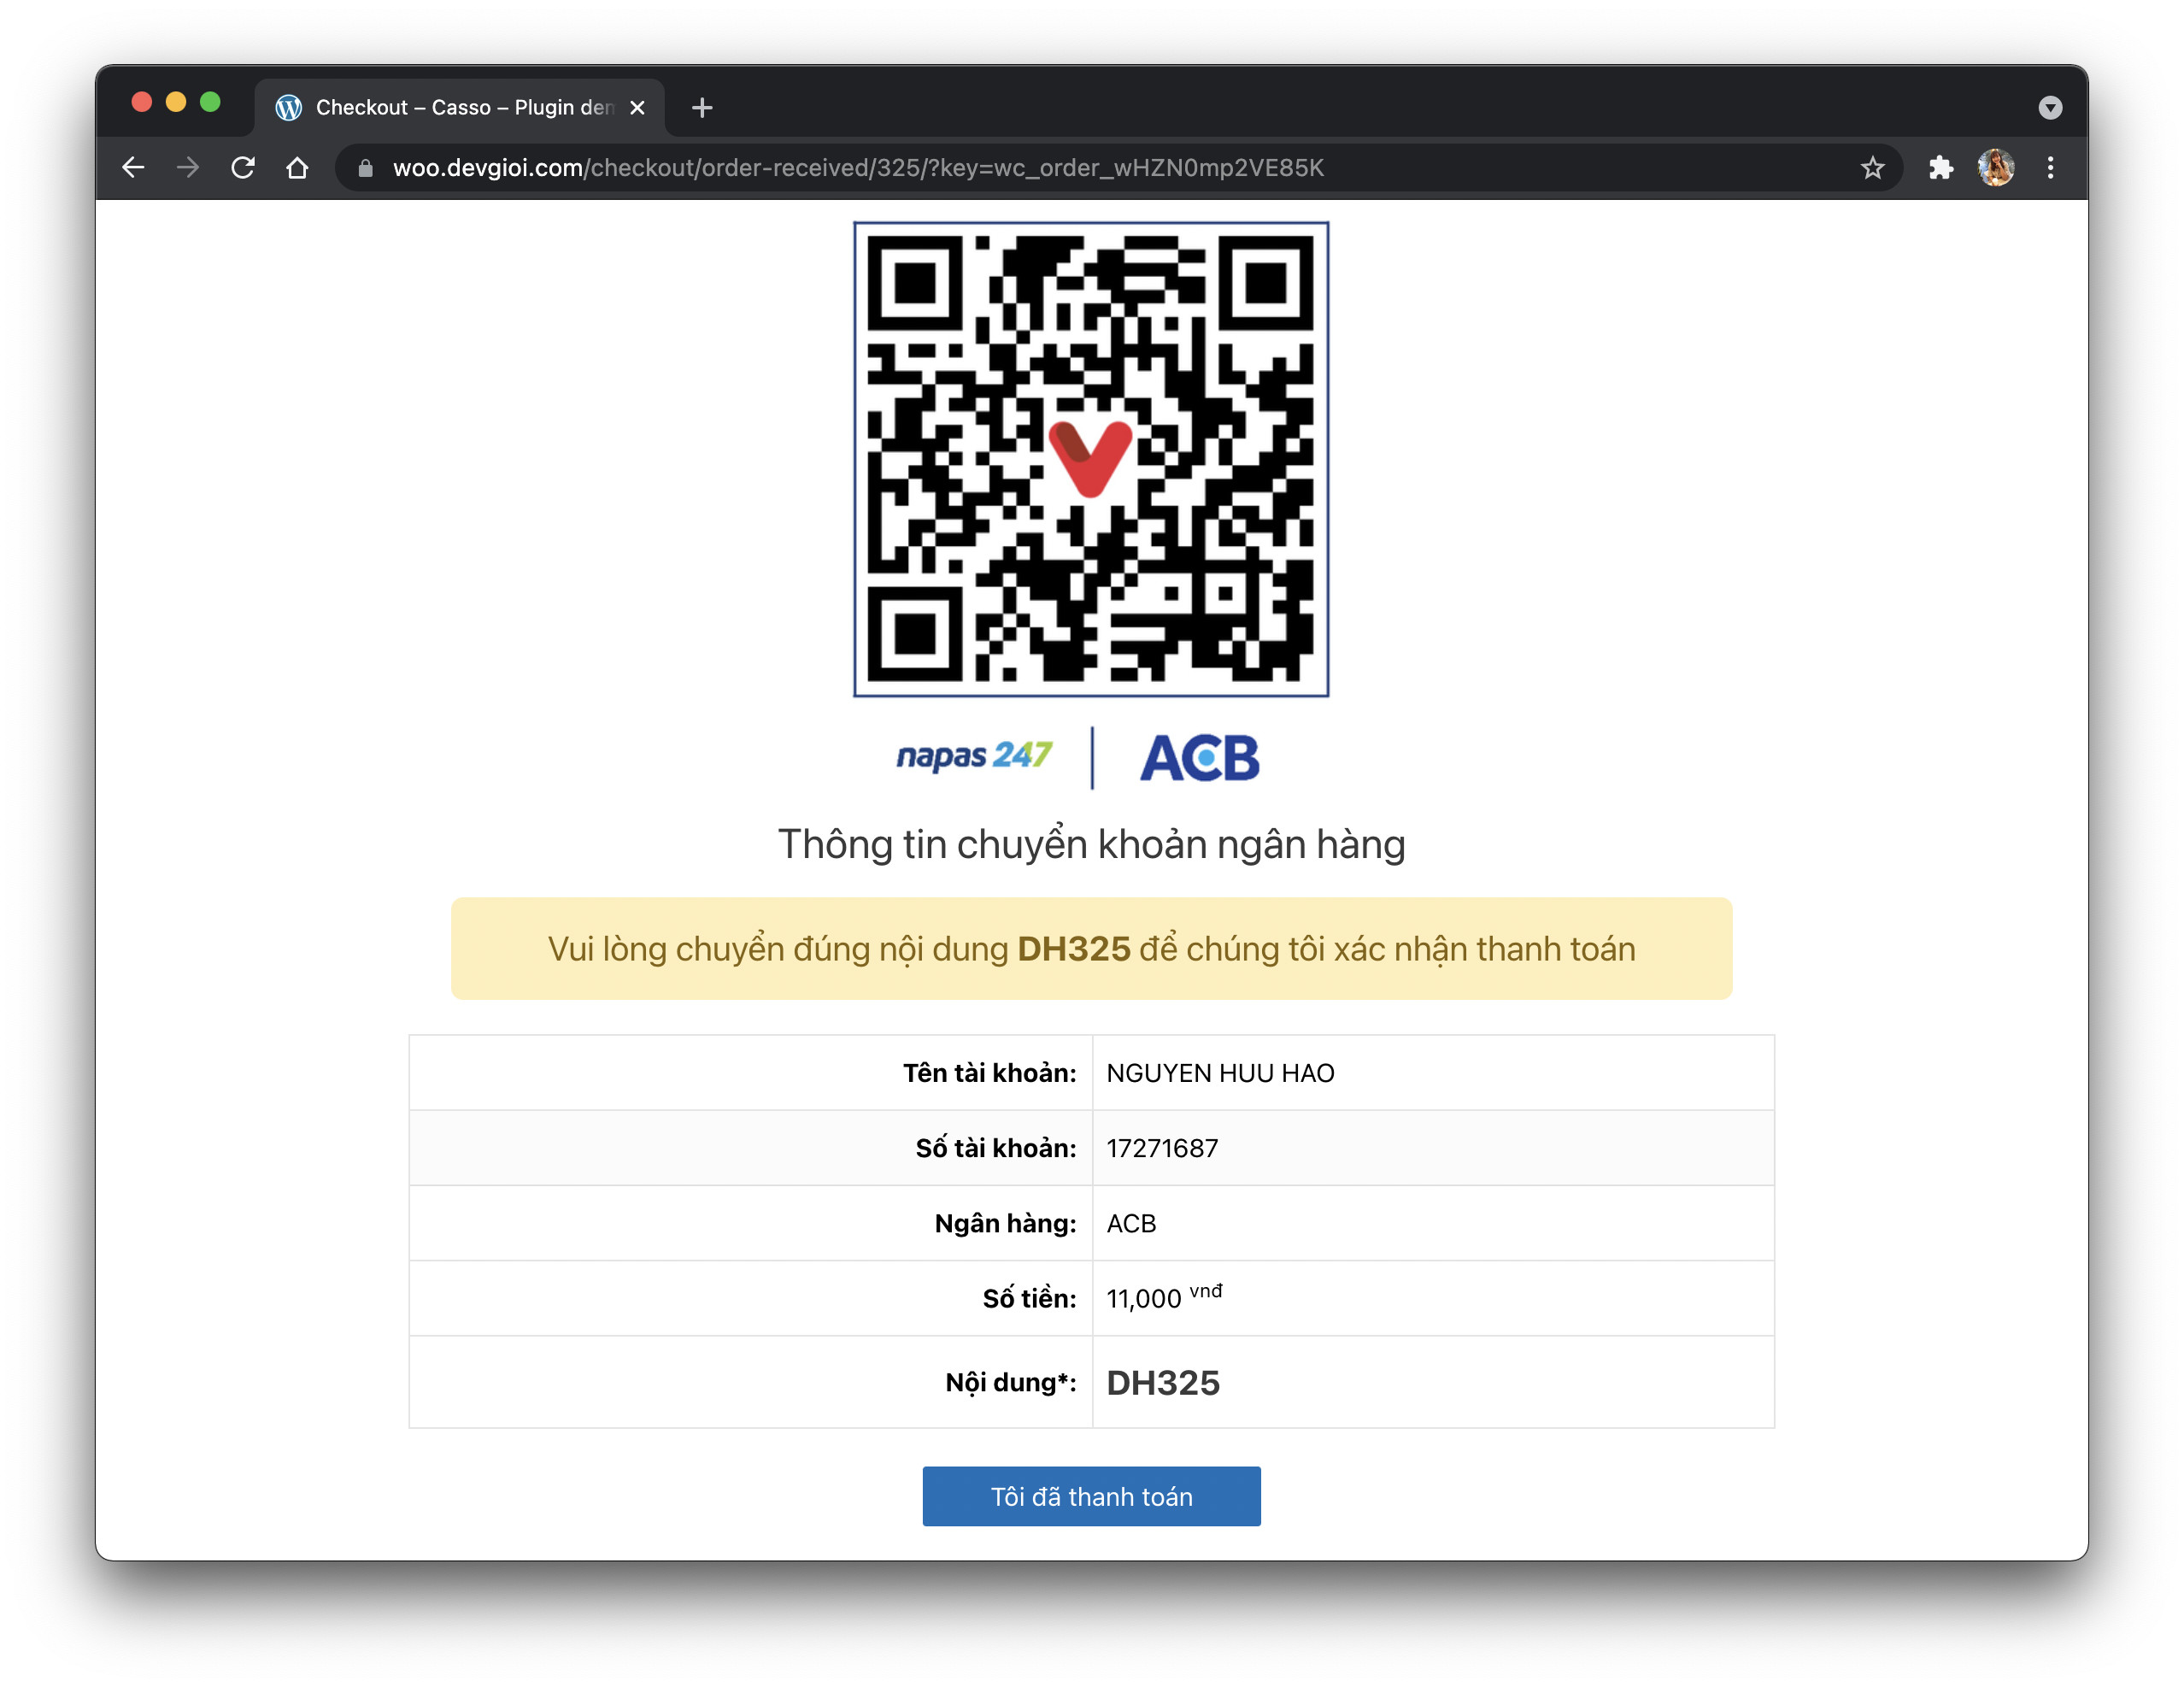 Checkout – Casso – Plugin den
woo.devgioi.com/checkout/order-received/325/?key=wc_order_wHZN0mp2VE85K
napas 247 ACB
Thông tin chuyển khoản ngân hàng
Vui lòng chuyển đúng nội dung DH325 để chúng tôi xác nhận thanh toán
Tên tài khoản: NGUYEN HUU HAO
Số tài khoản: 17271687
Ngân hàng: ACB
Số tiền: 11,000 vnđ
Nội dung*: DH325
Tôi đã thanh toán